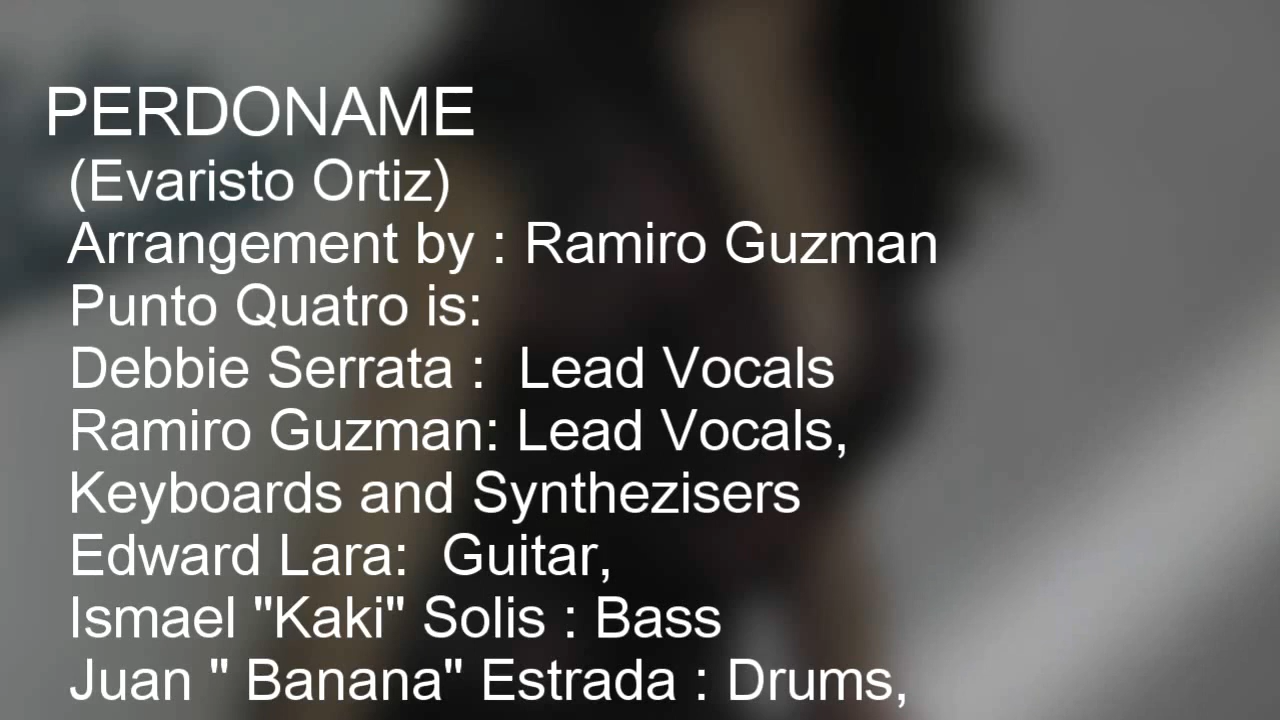 PERDONAME
(Evaristo Ortiz)
Arrangement by : Ramiro Guzman
Punto Quatro is:
Debbie Serrata :  Lead Vocals
Ramiro Guzman: Lead Vocals,
Keyboards and Synthezisers
Edward Lara:  Guitar,
Ismael "Kaki" Solis : Bass
Juan " Banana" Estrada : Drums,